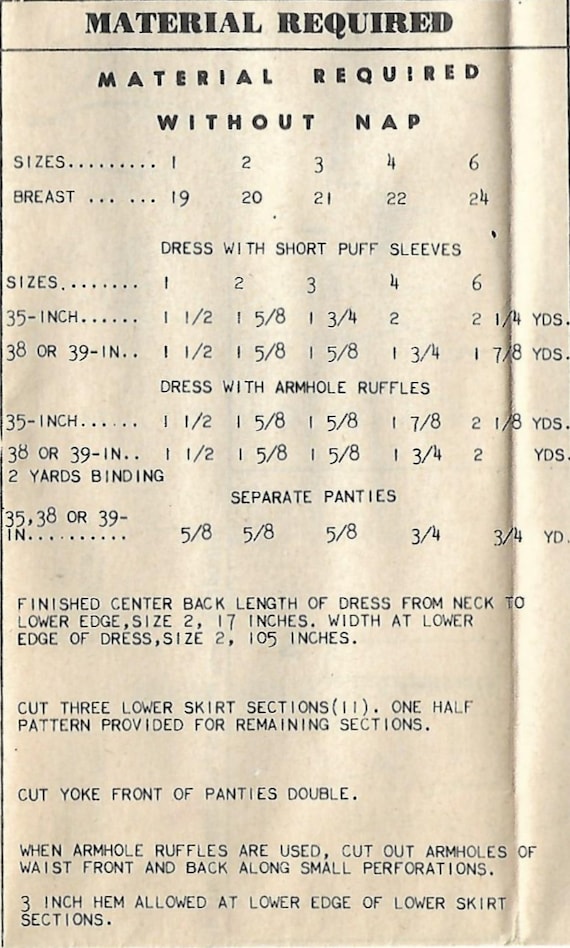 MATERIAL REQUIRED
MATERIAL REQUIRED
WITHOUT NAP
SIZES......... 1 2 3 4 6
BREAST ... ... 19 20 21 22 24
DRESS WITH SHORT PUFF SLEEVES
SIZES......... 1 2 3 4 6
35-INCH...... 1 1/2 1 5/8 1 3/4 2 2 1/4 YDS.
38 OR 39-IN.. 1 1/2 1 5/8 1 5/8 1 3/4 1 7/8 YDS.
DRESS WITH ARMHOLE RUFFLES
35-INCH...... 1 1/2 1 5/8 1 5/8 1 7/8 2 1/8 YDS.
38 OR 39-IN.. 1 1/2 1 5/8 1 5/8 1 3/4 2 YDS.
2 YARDS BINDING
SEPARATE PANTIES
35,38 OR 39-
IN.......... 5/8 5/8 5/8 3/4 3/4 YD.
FINISHED CENTER BACK LENGTH OF DRESS FROM NECK TO
LOWER EDGE,SIZE 2, 17 INCHES. WIDTH AT LOWER
EDGE OF DRESS,SIZE 2, 105 INCHES.
CUT THREE LOWER SKIRT SECTIONS(11). ONE HALF
PATTERN PROVIDED FOR REMAINING SECTIONS.
CUT YOKE FRONT OF PANTIES DOUBLE.
WHEN ARMHOLE RUFFLES ARE USED, CUT OUT ARMHOLES OF
WAIST FRONT AND BACK ALONG SMALL PERFORATIONS.
3 INCH HEM ALLOWED AT LOWER EDGE OF LOWER SKIRT
SECTIONS.